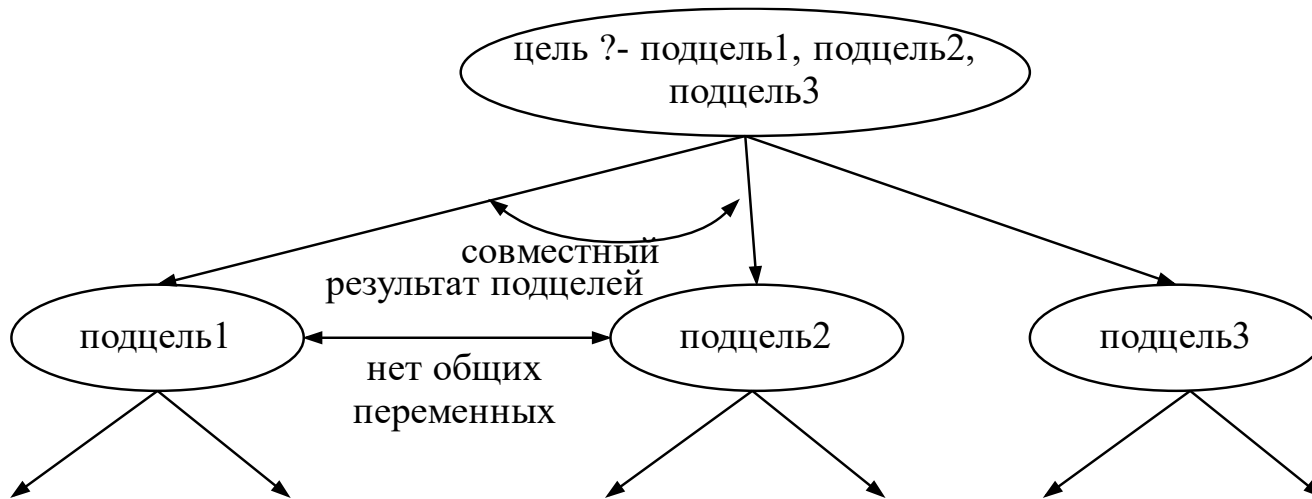 цель ?- подцель1, подцель2,
подцель3
совместный
результат подцелей
подцель1
подцель2
подцель3
нет общих
переменных